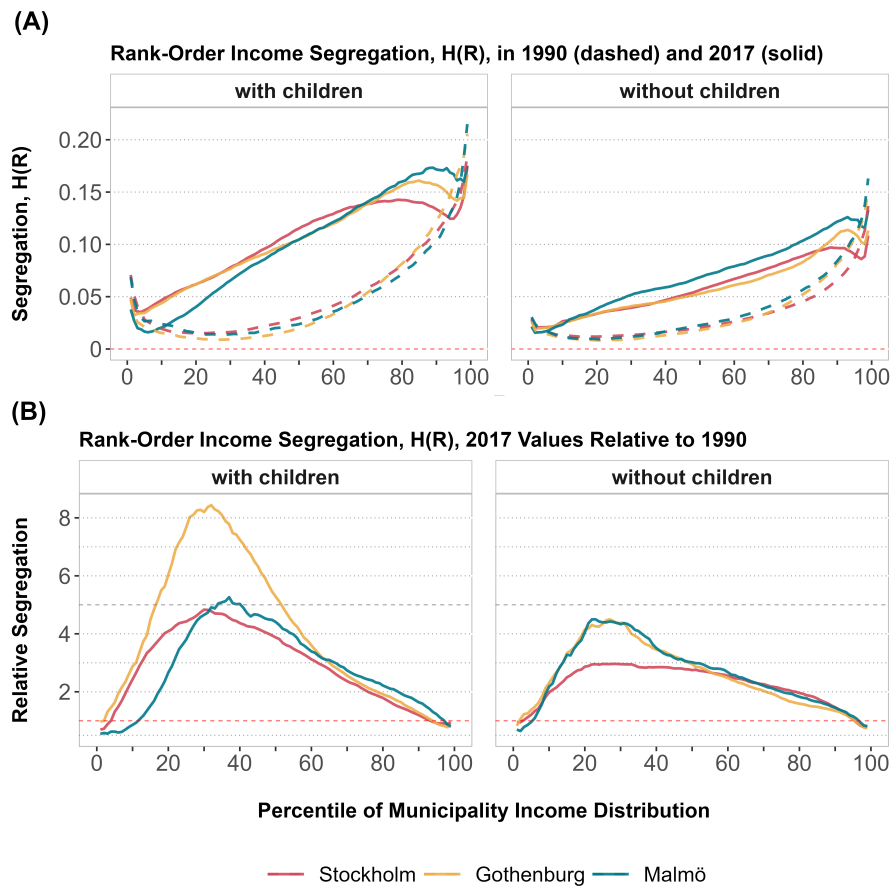 (A)
Rank-Order Income Segregation, H(R), in 1990 (dashed) and 2017 (solid)
with children
without children
Segregation, H(R)
0.20
0.15
0.10
0.05
0
0 20 40 60 80 100
0 20 40 60 80 100
(B)
Rank-Order Income Segregation, H(R), 2017 Values Relative to 1990
with children
without children
Relative Segregation
8
6
4
2
0 20 40 60 80 100
0 20 40 60 80 100
Percentile of Municipality Income Distribution
Stockholm Gothenburg Malmö